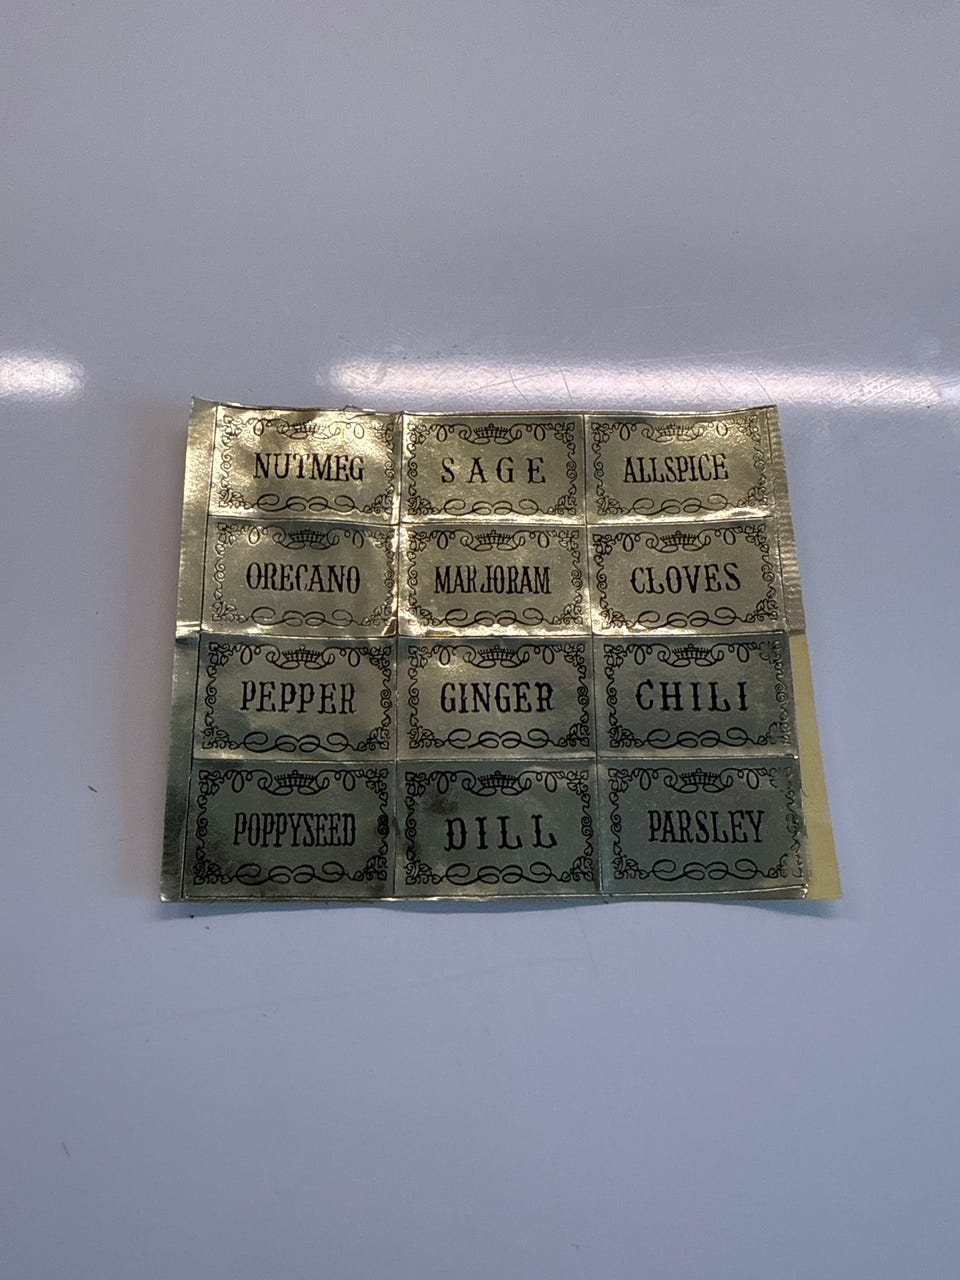 NUTMEG
SAGE
ALLSPICE
ORECANO
MARJORAM
CLOVES
PEPPER
GINGER
CHILI
POPPYSEED
DILL
PARSLEY